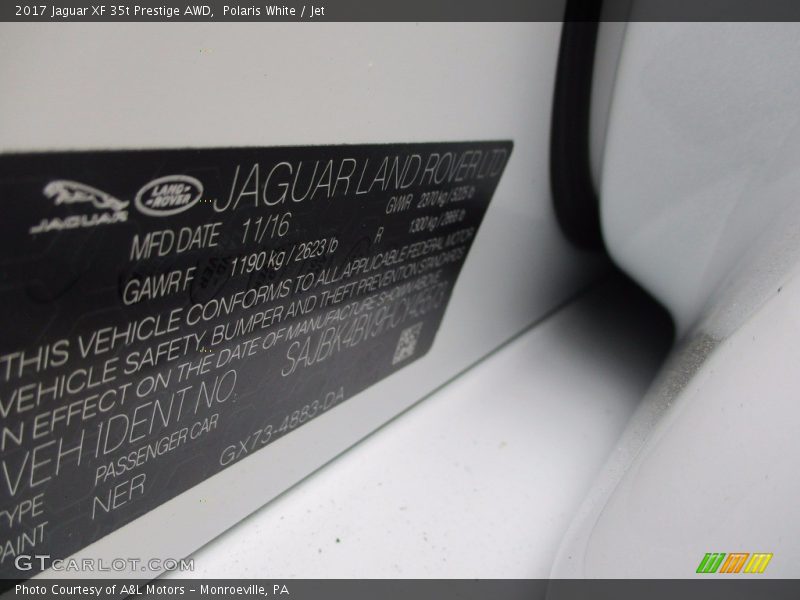 2017 Jaguar XF 35t Prestige AWD, Polaris White / Jet
JAGUAR LAND-ROVER JAGUAR LAND ROVER LTD
MFD DATE 11/16 GWR 2370 kg / 5225 lb
GAWR F 1190 kg / 2623 lb R 1300 kg / 2866 lb
THIS VEHICLE CONFORMS TO ALL APPLICABLE FEDERAL MOTOR
VEHICLE SAFETY, BUMPER AND THEFT PREVENTION STANDARDS
N EFFECT ON THE DATE OF MANUFACTURE SHOWN ABOVE
VEH IDENT NO.
TYPE PASSENGER CAR
PAINT NER GX73-4883-DA
GTCARLOT.COM
Photo Courtesy of A&L Motors - Monroeville, PA